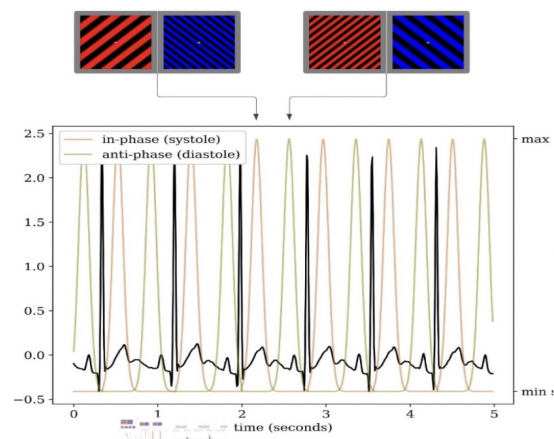 in-phase (systole)
anti-phase (diastole)
2.5
2.0
1.5
1.0
0.5
0.0
−0.5
max
min s
0
1
2
3
4
5
time (seconds)